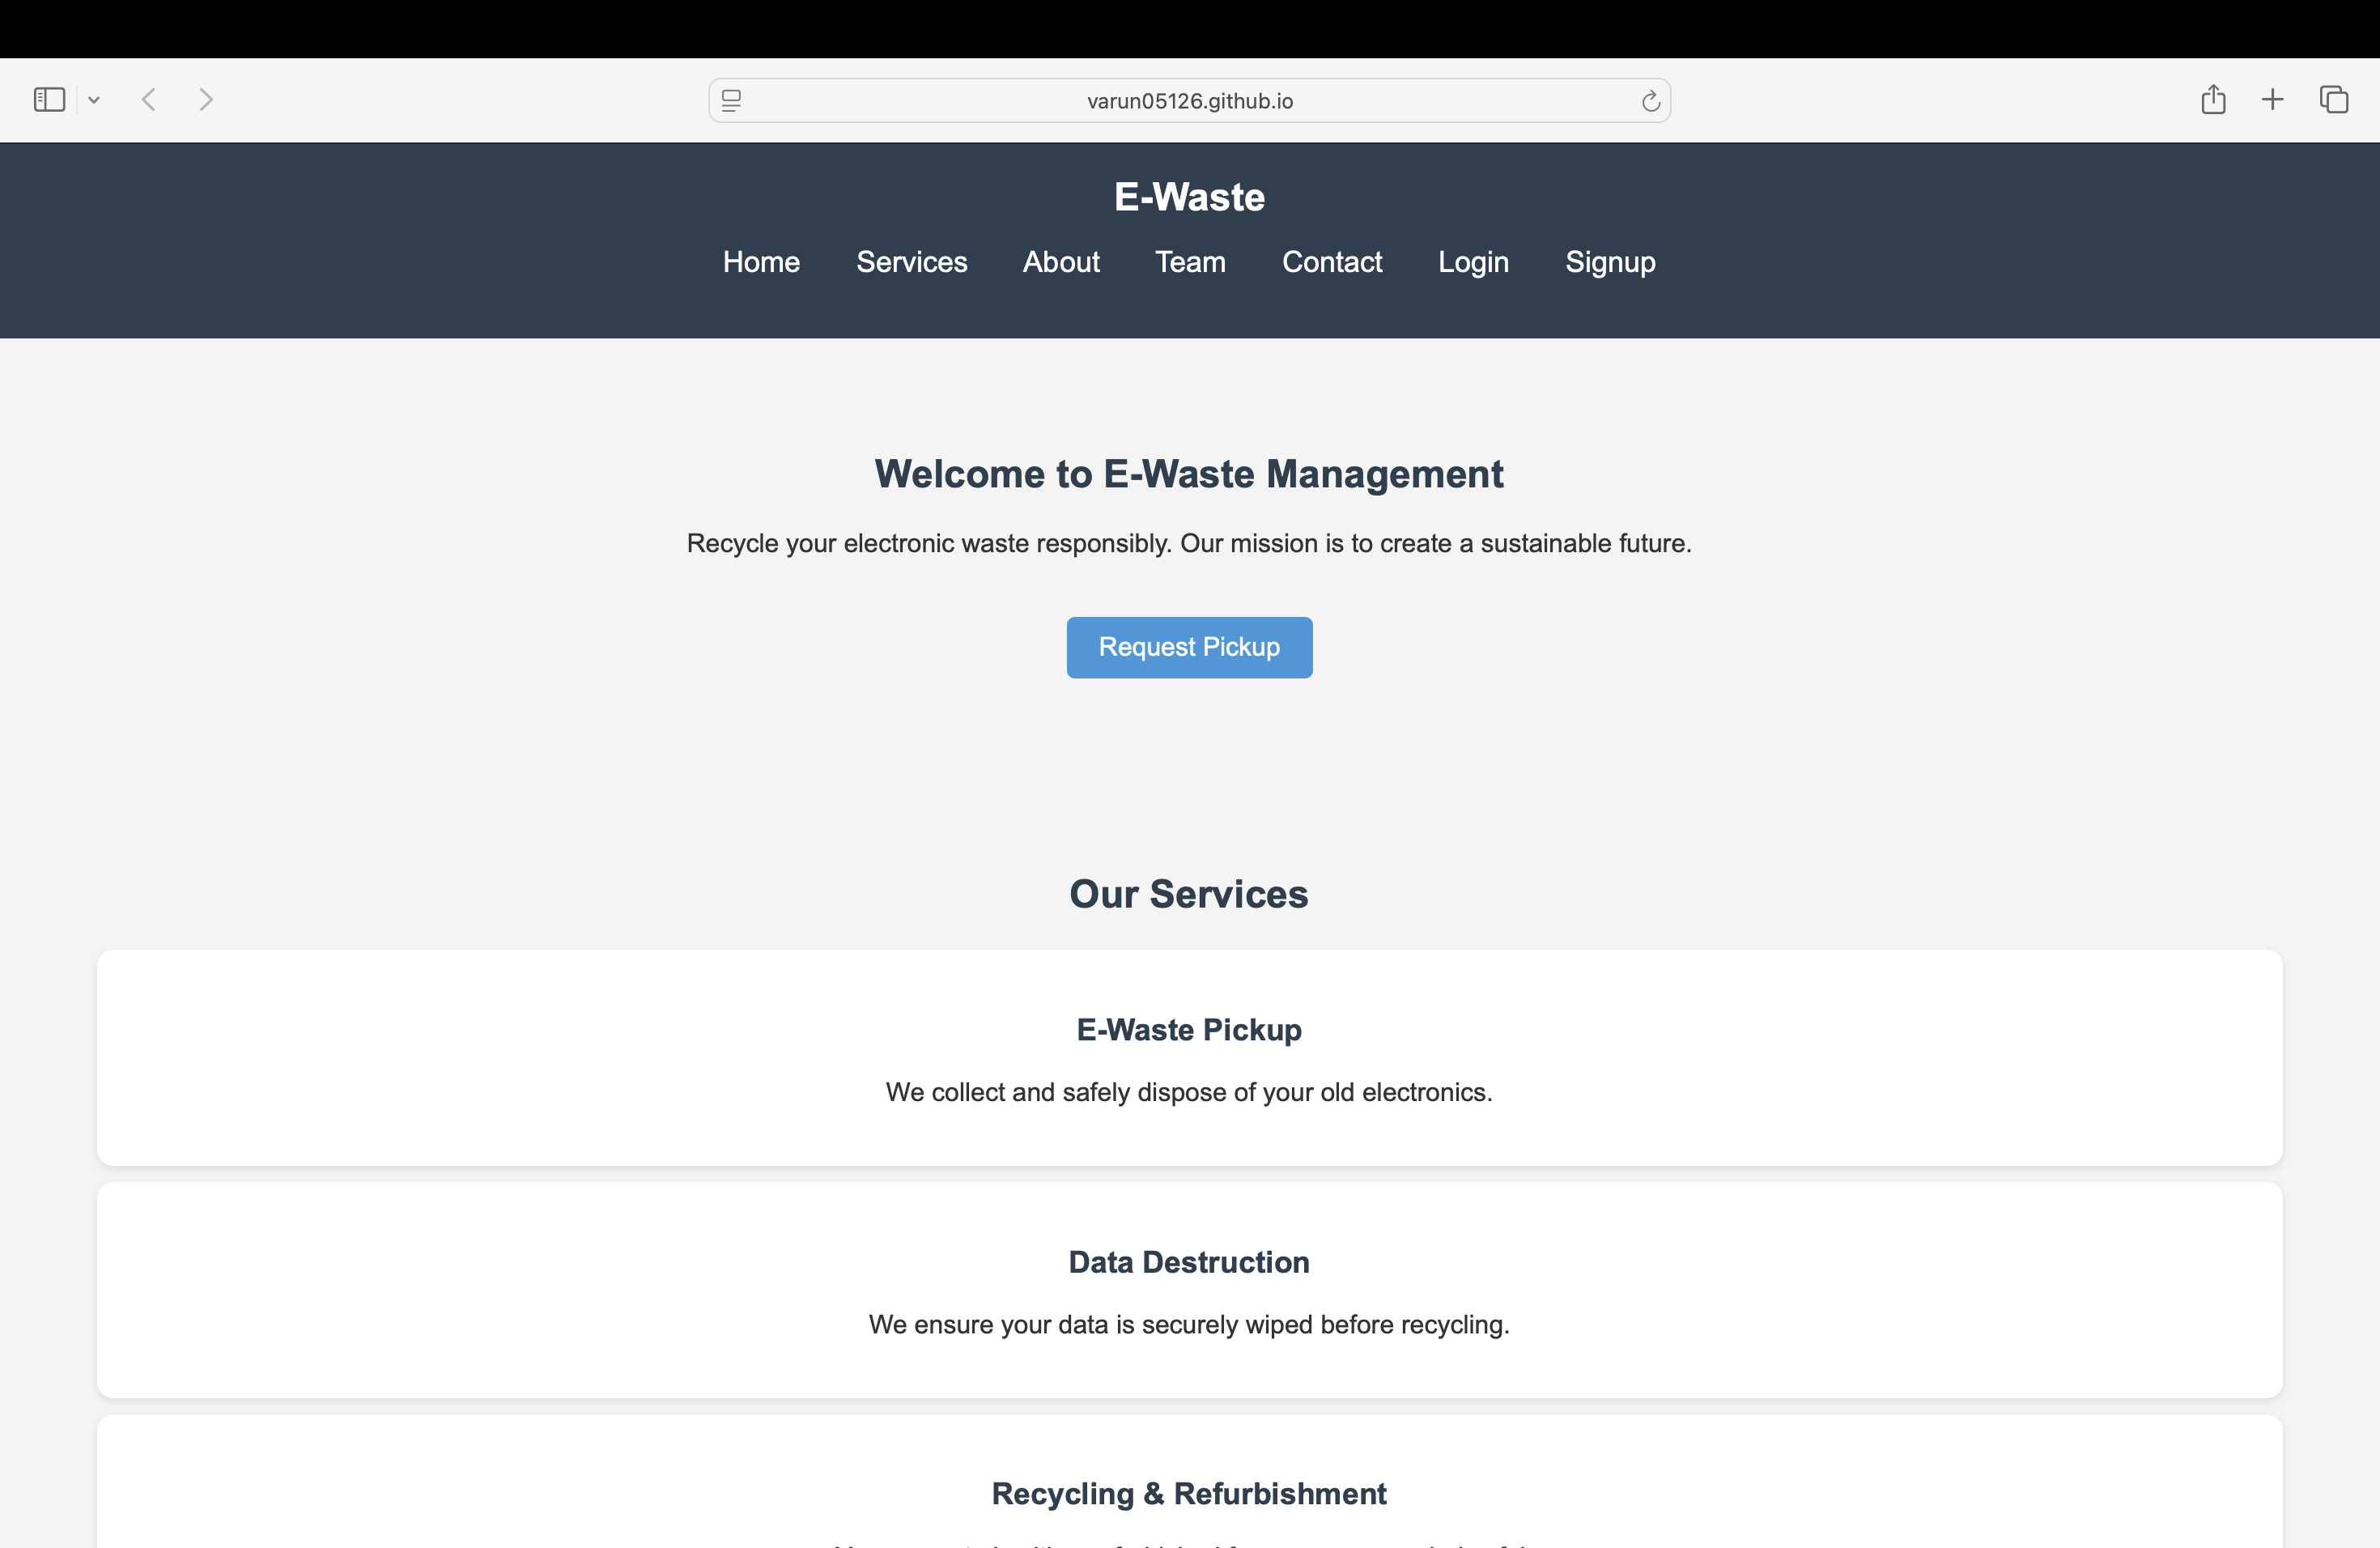 varun05126.github.io
E-Waste
Home Services About Team Contact Login Signup
Welcome to E-Waste Management
Recycle your electronic waste responsibly. Our mission is to create a sustainable future.
Request Pickup
Our Services
E-Waste Pickup
We collect and safely dispose of your old electronics.
Data Destruction
We ensure your data is securely wiped before recycling.
Recycling & Refurbishment